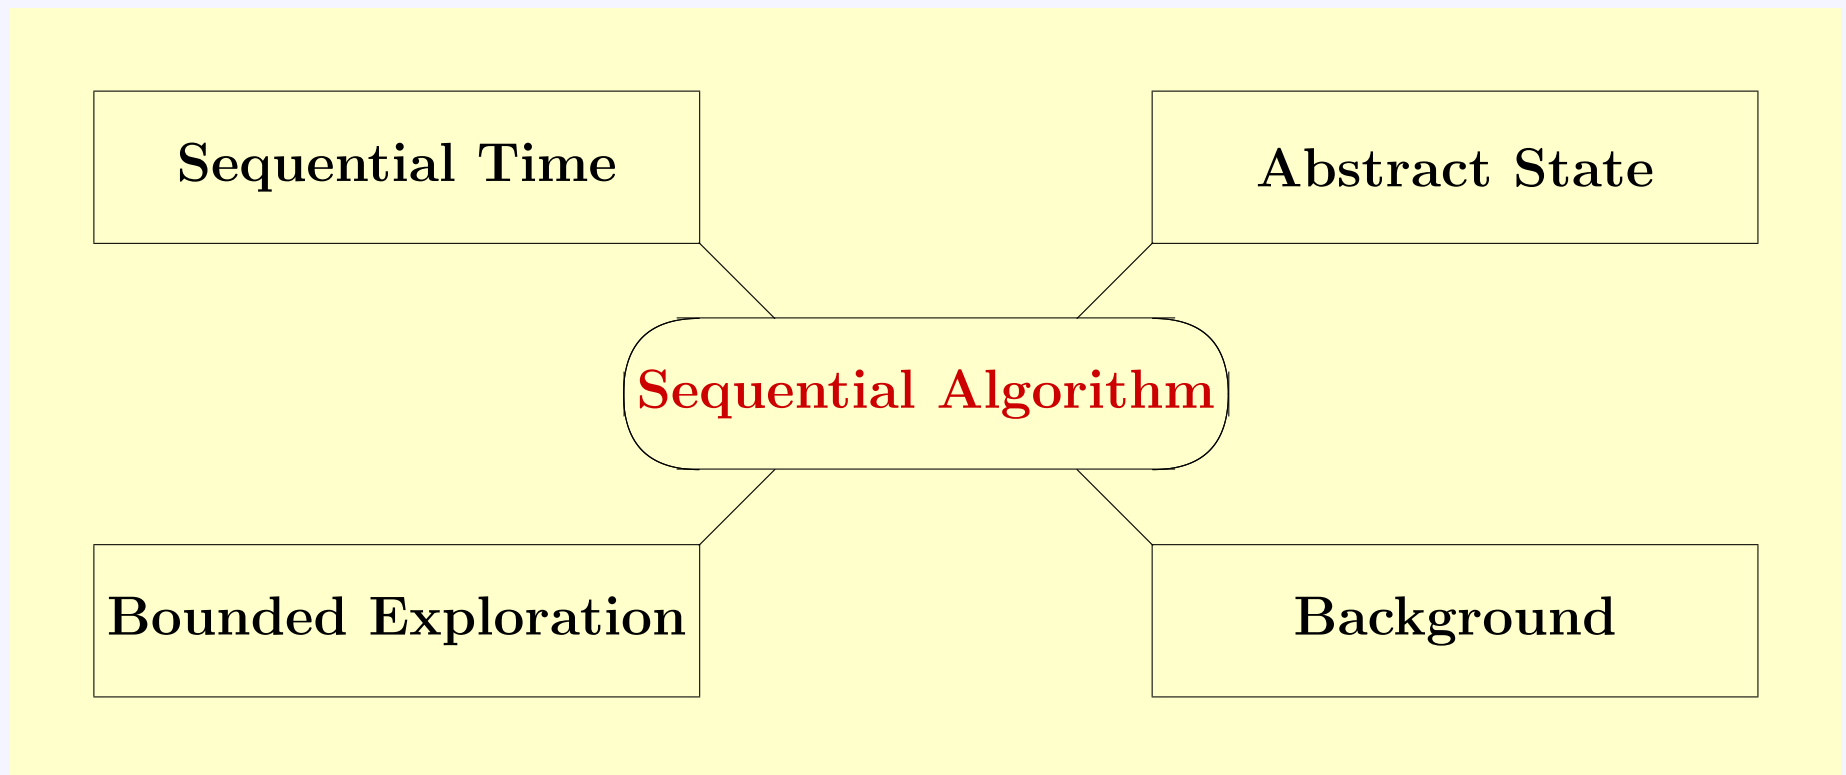 Sequential Time
Abstract State
Sequential Algorithm
Bounded Exploration
Background